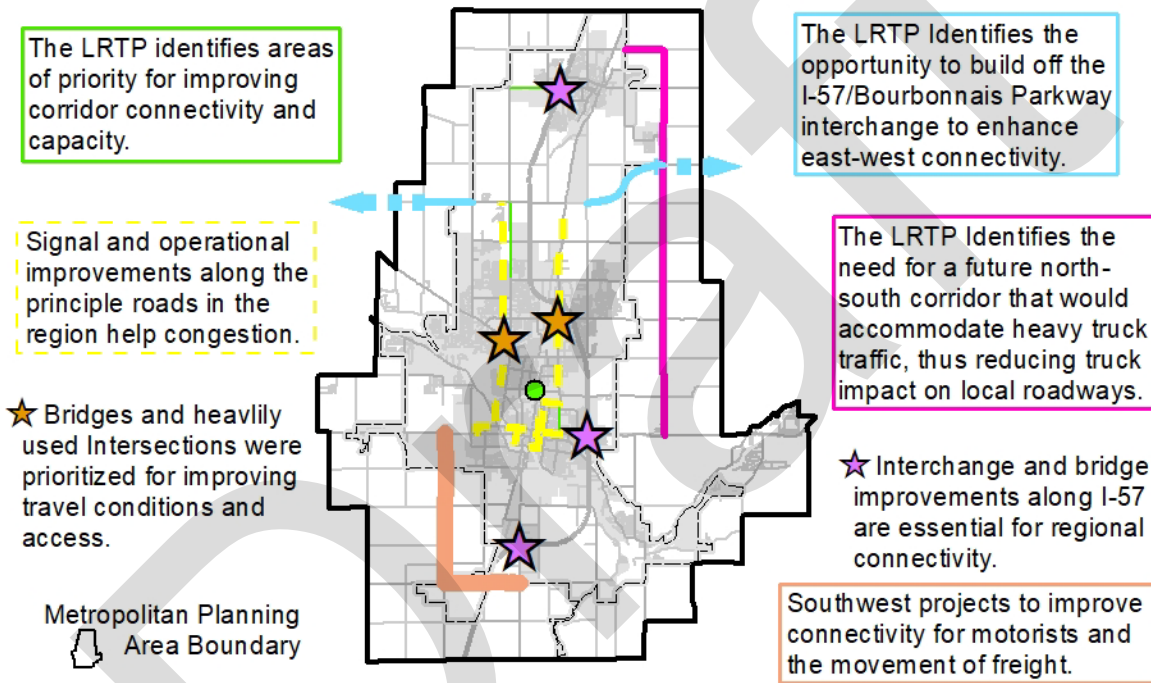 The LRTP identifies areas
of priority for improving
corridor connectivity and
capacity.
The LRTP Identifies the
opportunity to build off the
I-57/Bourbonnais Parkway
interchange to enhance
east-west connectivity.
Signal and operational
improvements along the
principle roads in the
region help congestion.
The LRTP Identifies the
need for a future north-
south corridor that would
accommodate heavy truck
traffic, thus reducing truck
impact on local roadways.
Bridges and heavlily
used Intersections were
prioritized for improving
travel conditions and
access.
Interchange and bridge
improvements along I-57
are essential for regional
connectivity.
Metropolitan Planning
Area Boundary
Southwest projects to improve
connectivity for motorists and
the movement of freight.
Draft